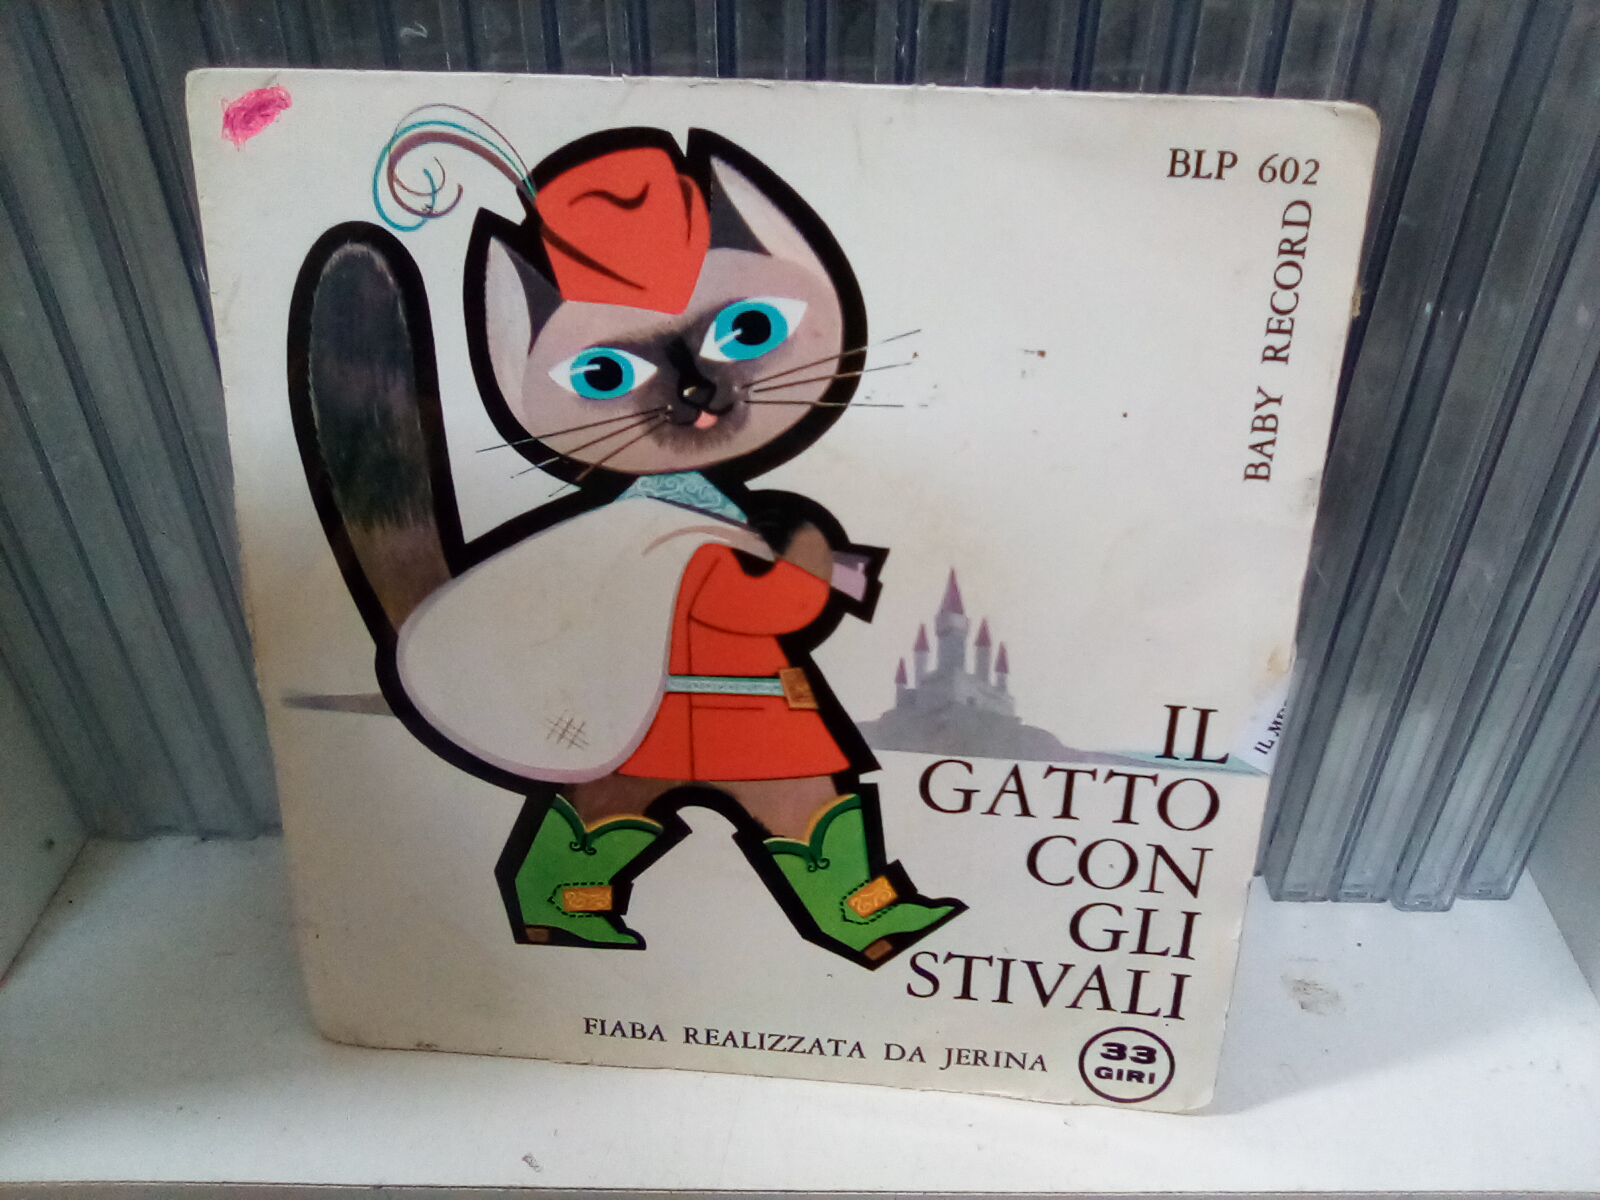 BLP 602
BABY RECORD
IL
GATTO
CON
GLI
STIVALI
FIABA REALIZZATA DA JERINA
33
GIRI